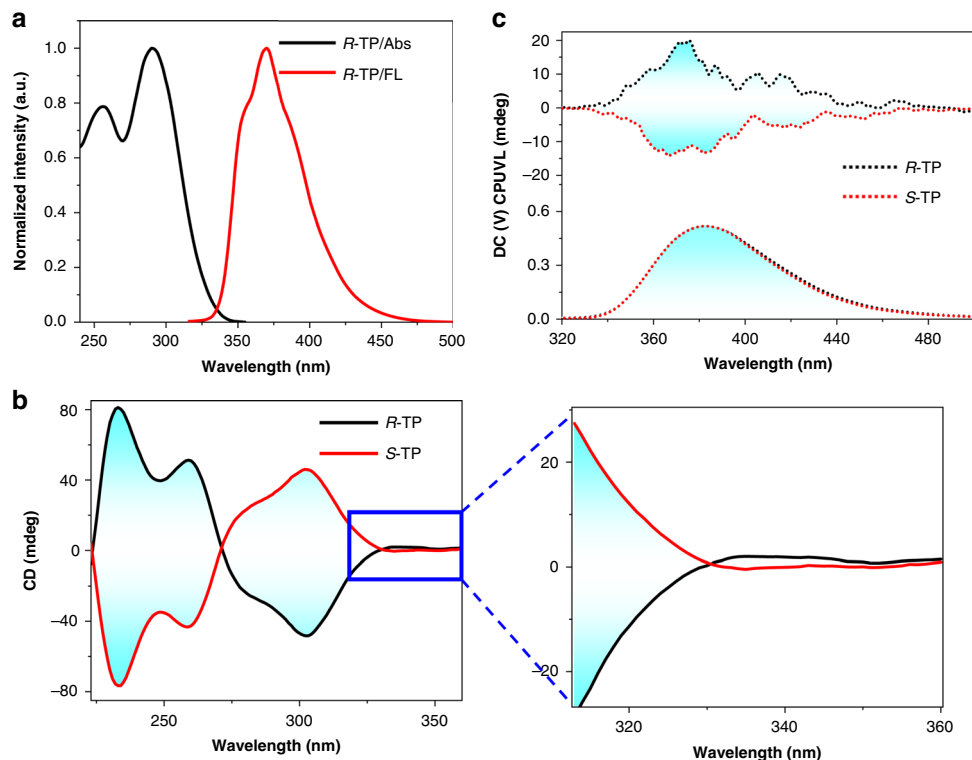 a
R-TP/Abs
R-TP/FL
Normalized intensity (a.u.)
1.0
0.8
0.6
0.4
0.2
0.0
250 300 350 400 450 500
Wavelength (nm)
c
DC (V) CPUVL (mdeg)
20
10
0
−10
−20
R-TP
S-TP
0.6
0.3
0.0
320 360 400 440 480
Wavelength (nm)
b
R-TP
S-TP
CD (mdeg)
80
40
0
−40
−80
250 300 350
Wavelength (nm)
20
0
−20
320 340 360
Wavelength (nm)